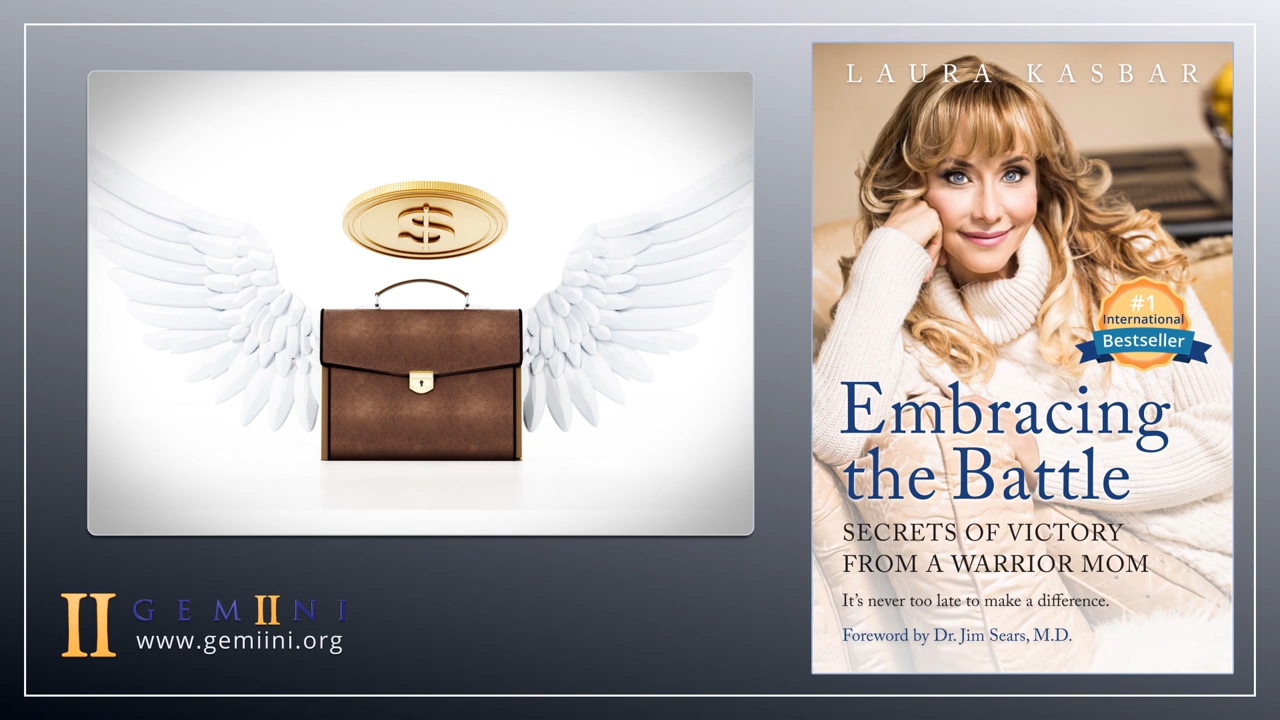 $
II GEMIINI
www.gemiini.org
LAURA KASBAR
#1
International
Bestseller
Embracing
the Battle
SECRETS OF VICTORY
FROM A WARRIOR MOM
It’s never too late to make a difference.
Foreword by Dr. Jim Sears, M.D.